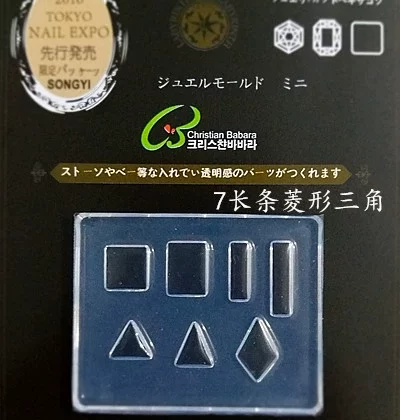 2016
TOKYO
NAIL EXPO
先行発売
限定パッケージ
SONGYI
ジュエルモールド ミニ
Christian Babara
크리스챤바바라
ストーンやベー等な入れてい透明感のパーツがつくれます
7长条菱形三角